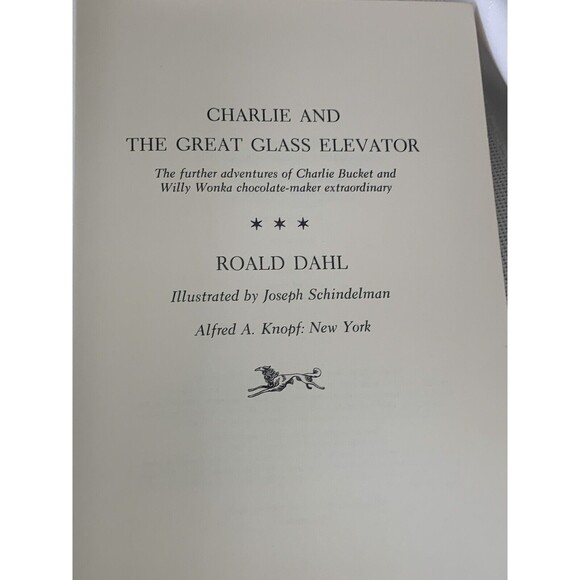 CHARLIE AND
THE GREAT GLASS ELEVATOR
The further adventures of Charlie Bucket and
Willy Wonka chocolate-maker extraordinary
✶ ✶ ✶
ROALD DAHL
Illustrated by Joseph Schindelman
Alfred A. Knopf: New York